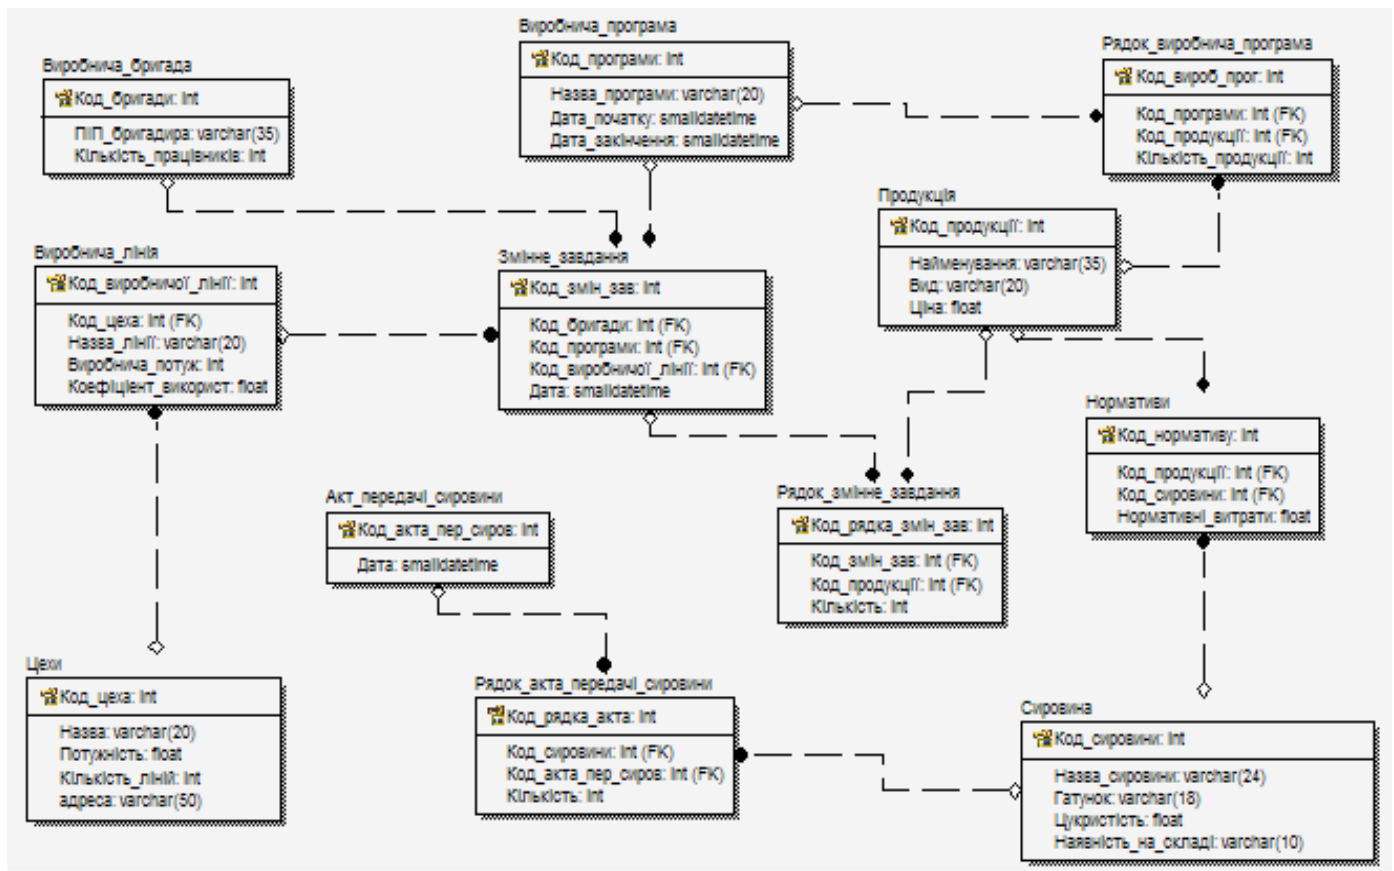 Виробнича_програма
Код_програми: int
Назва_програми: varchar(20)
Дата_початку: smalldatetime
Дата_закінчення: smalldatetime
Рядок_виробнича_програма
Код_вироб_прог: int
Код_програми: int (FK)
Код_продукції: int (FK)
Кількість_продукції: int
Виробнича_бригада
Код_бригади: int
ПІП_бригадира: varchar(35)
Кількість_працівників: int
Продукція
Код_продукції: int
Найменування: varchar(35)
Вид: varchar(20)
Ціна: float
Виробнича_лінія
Код_виробничої_лінії: int
Код_цеха: int (FK)
Назва_лінії: varchar(20)
Виробнича_потуж: int
Коефіцієнт_використ: float
Змінне_завдання
Код_змін_зав: int
Код_бригади: int (FK)
Код_програми: int (FK)
Код_виробничої_лінії: int (FK)
Дата: smalldatetime
Нормативи
Код_нормативу: int
Код_продукції: int (FK)
Код_сировини: int (FK)
Нормативні_витрати: float
Акт_передачі_сировини
Код_акта_пер_сиров: int
Дата: smalldatetime
Рядок_змінне_завдання
Код_рядка_змін_зав: int
Код_змін_зав: int (FK)
Код_продукції: int (FK)
Кількість: int
Цехи
Код_цеха: int
Назва: varchar(20)
Потужність: float
Кількість_ліній: int
адреса: varchar(50)
Рядок_акта_передачі_сировини
Код_рядка_акта: int
Код_сировини: int (FK)
Код_акта_пер_сиров: int (FK)
Кількість: int
Сировина
Код_сировини: int
Назва_сировини: varchar(24)
Гатунок: varchar(18)
Цукристість: float
Наявність_на_складі: varchar(10)